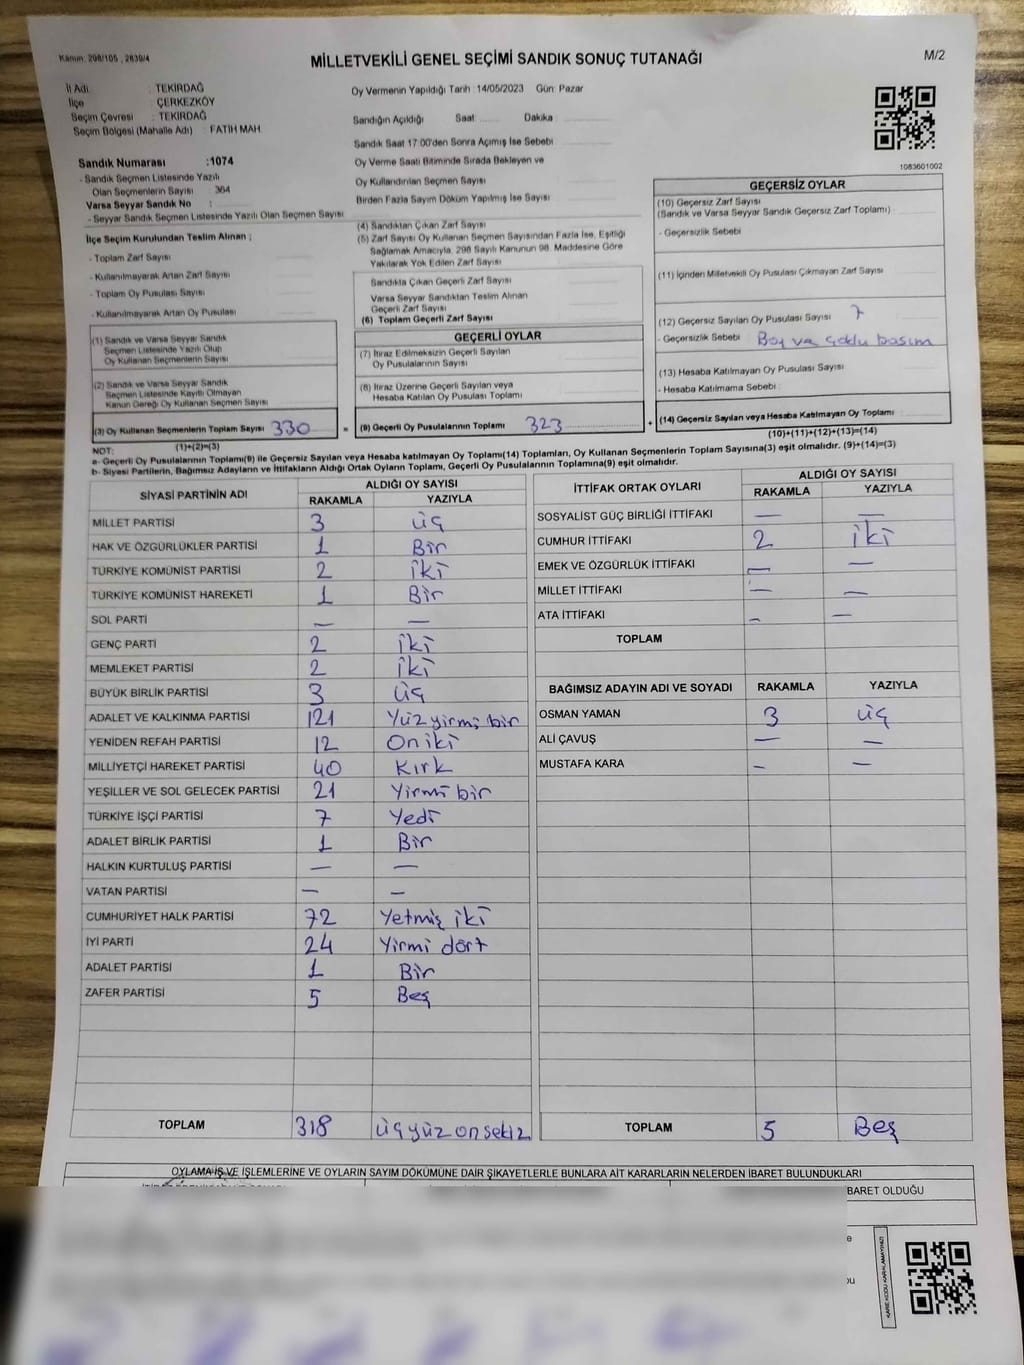 Kanun: 298/105 , 2839/4
MİLLETVEKİLİ GENEL SEÇİMİ SANDIK SONUÇ TUTANAĞI
M/2
İl Adı : TEKİRDAĞ
İlçe : ÇERKEZKÖY
Seçim Çevresi : TEKİRDAĞ
Seçim Bölgesi (Mahalle Adı) : FATİH MAH.
Sandık Numarası :1074
- Sandık Seçmen Listesinde Yazılı
Olan Seçmenlerin Sayısı 364
Varsa Seyyar Sandık No :
- Seyyar Sandık Seçmen Listesinde Yazılı Olan Seçmen Sayısı
İlçe Seçim Kurulundan Teslim Alınan ;
- Toplam Zarf Sayısı
- Kullanılmayarak Artan Zarf Sayısı
- Toplam Oy Pusulası Sayısı
- Kullanılmayarak Artan Oy Pusulası
(1) Sandık ve Varsa Seyyar Sandık
Seçmen Listesinde Yazılı Olup
Oy Kullanan Seçmenlerin Sayısı
(2) Sandık ve Varsa Seyyar Sandık
Seçmen Listesinde Kayıtlı Olmayan
Kanun Gereği Oy Kullanan Seçmen Sayısı
(3) Oy Kullanan Seçmenlerin Toplam Sayısı 330
(1)+(2)=(3)
Oy Vermenin Yapıldığı Tarih :14/05/2023 Gün: Pazar
Sandığın Açıldığı Saat ...... Dakika
Sandık Saat 17:00'den Sonra Açımış İse Sebebi
Oy Verme Saati Bitiminde Sırada Bekleyen ve
Oy Kullandırılan Seçmen Sayısı
Birden Fazla Sayım Döküm Yapılmış İse Sayısı
(4) Sandıktan Çıkan Zarf Sayısı
(5) Zarf Sayısı Oy Kullanan Seçmen Sayısından Fazla İse, Eşitliği
Sağlamak Amacıyla, 298 Sayılı Kanunun 98. Maddesine Göre
Yakılarak Yok Edilen Zarf Sayısı
Sandıkta Çıkan Geçerli Zarf Sayısı
Varsa Seyyar Sandıktan Teslim Alınan
Geçerli Zarf Sayısı
(6) Toplam Geçerli Zarf Sayısı
GEÇERLİ OYLAR
(7) İtiraz Edilmeksizin Geçerli Sayılan
Oy Pusulalarının Sayısı
(8) İtiraz Üzerine Geçerli Sayılan veya
Hesaba Katılan Oy Pusulası Toplamı
= (9) Geçerli Oy Pusulalarının Toplamı 323 +
1083601002
GEÇERSİZ OYLAR
(10) Geçersiz Zarf Sayısı
(Sandık ve Varsa Seyyar Sandık Geçersiz Zarf Toplamı)
- Geçersizlik Sebebi
(11) İçinden Milletvekili Oy Pusulası Çıkmayan Zarf Sayısı
(12) Geçersiz Sayılan Oy Pusulası Sayısı 7
- Geçersizlik Sebebi Boş ve çoklu basım
(13) Hesaba Katılmayan Oy Pusulası Sayısı
- Hesaba Katılmama Sebebi
(14) Geçersiz Sayılan veya Hesaba Katılmayan Oy Toplamı
(10)+(11)+(12)+(13)=(14)
NOT:
a- Geçerli Oy Pusulalarının Toplamı(9) ile Geçersiz Sayılan veya Hesaba katılmayan Oy Toplamı(14) Toplamları, Oy Kullanan Seçmenlerin Toplam Sayısına(3) eşit olmalıdır. (9)+(14)=(3)
b- Siyasi Partilerin, Bağımsız Adayların ve İttifakların Aldığı Ortak Oyların Toplamı, Geçerli Oy Pusulalarının Toplamına(9) eşit olmalıdır.
SİYASİ PARTİNİN ADI ALDIĞI OY SAYISI
RAKAMLA YAZIYLA
MİLLET PARTİSİ 3 üç
HAK VE ÖZGÜRLÜKLER PARTİSİ 1 Bir
TÜRKİYE KOMÜNİST PARTİSİ 2 iki
TÜRKİYE KOMÜNİST HAREKETİ 1 Bir
SOL PARTİ — —
GENÇ PARTİ 2 iki
MEMLEKET PARTİSİ 2 iki
BÜYÜK BİRLİK PARTİSİ 3 üç
ADALET VE KALKINMA PARTİSİ 121 Yüz yirmi bir
YENİDEN REFAH PARTİSİ 12 On iki
MİLLİYETÇİ HAREKET PARTİSİ 40 Kırk
YEŞİLLER VE SOL GELECEK PARTİSİ 21 Yirmi bir
TÜRKİYE İŞÇİ PARTİSİ 7 Yedi
ADALET BİRLİK PARTİSİ 1 Bir
HALKIN KURTULUŞ PARTİSİ — —
VATAN PARTİSİ — —
CUMHURİYET HALK PARTİSİ 72 Yetmiş iki
İYİ PARTİ 24 Yirmi dört
ADALET PARTİSİ 1 Bir
ZAFER PARTİSİ 5 Beş
TOPLAM 318 üçyüz on sekiz
İTTİFAK ORTAK OYLARI ALDIĞI OY SAYISI
RAKAMLA YAZIYLA
SOSYALİST GÜÇ BİRLİĞİ İTTİFAKI — —
CUMHUR İTTİFAKI 2 iki
EMEK VE ÖZGÜRLÜK İTTİFAKI — —
MİLLET İTTİFAKI — —
ATA İTTİFAKI — —
TOPLAM
BAĞIMSIZ ADAYIN ADI VE SOYADI RAKAMLA YAZIYLA
OSMAN YAMAN 3 üç
ALİ ÇAVUŞ — —
MUSTAFA KARA — —
TOPLAM 5 Beş
OYLAMA İŞ VE İŞLEMLERİNE VE OYLARIN SAYIM DÖKÜMÜNE DAİR ŞİKAYETLERLE BUNLARA AİT KARARLARIN NELERDEN İBARET BULUNDUKLARI
BARET OLDUĞU
KARE KODU KARALAMAYINIZ!